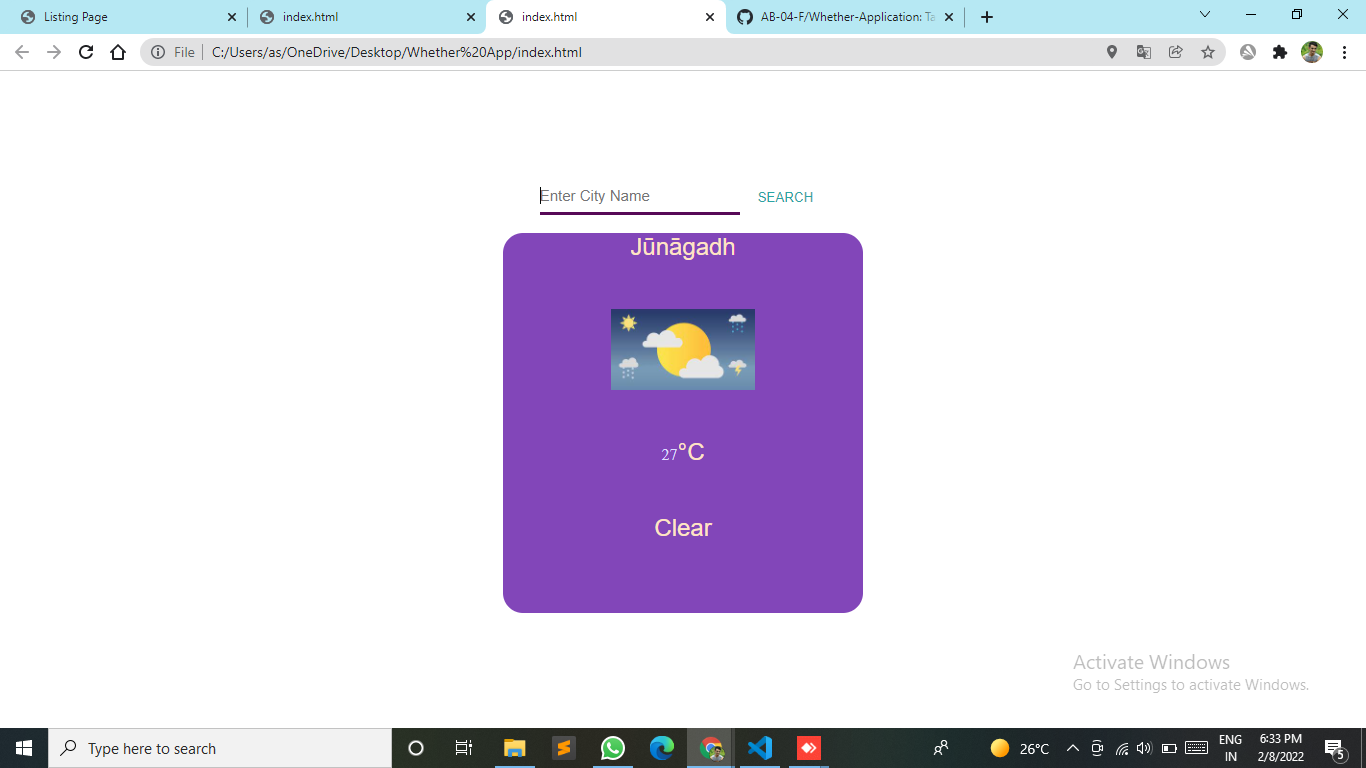 Listing Page
index.html
index.html
AB-04-F/Whether-Application: Ta
File
C:/Users/as/OneDrive/Desktop/Whether%20App/index.html
Enter City Name
SEARCH
Jūnāgadh
27°C
Clear
Activate Windows
Go to Settings to activate Windows.
Type here to search
26°C
ENG
IN
6:33 PM
2/8/2022
5